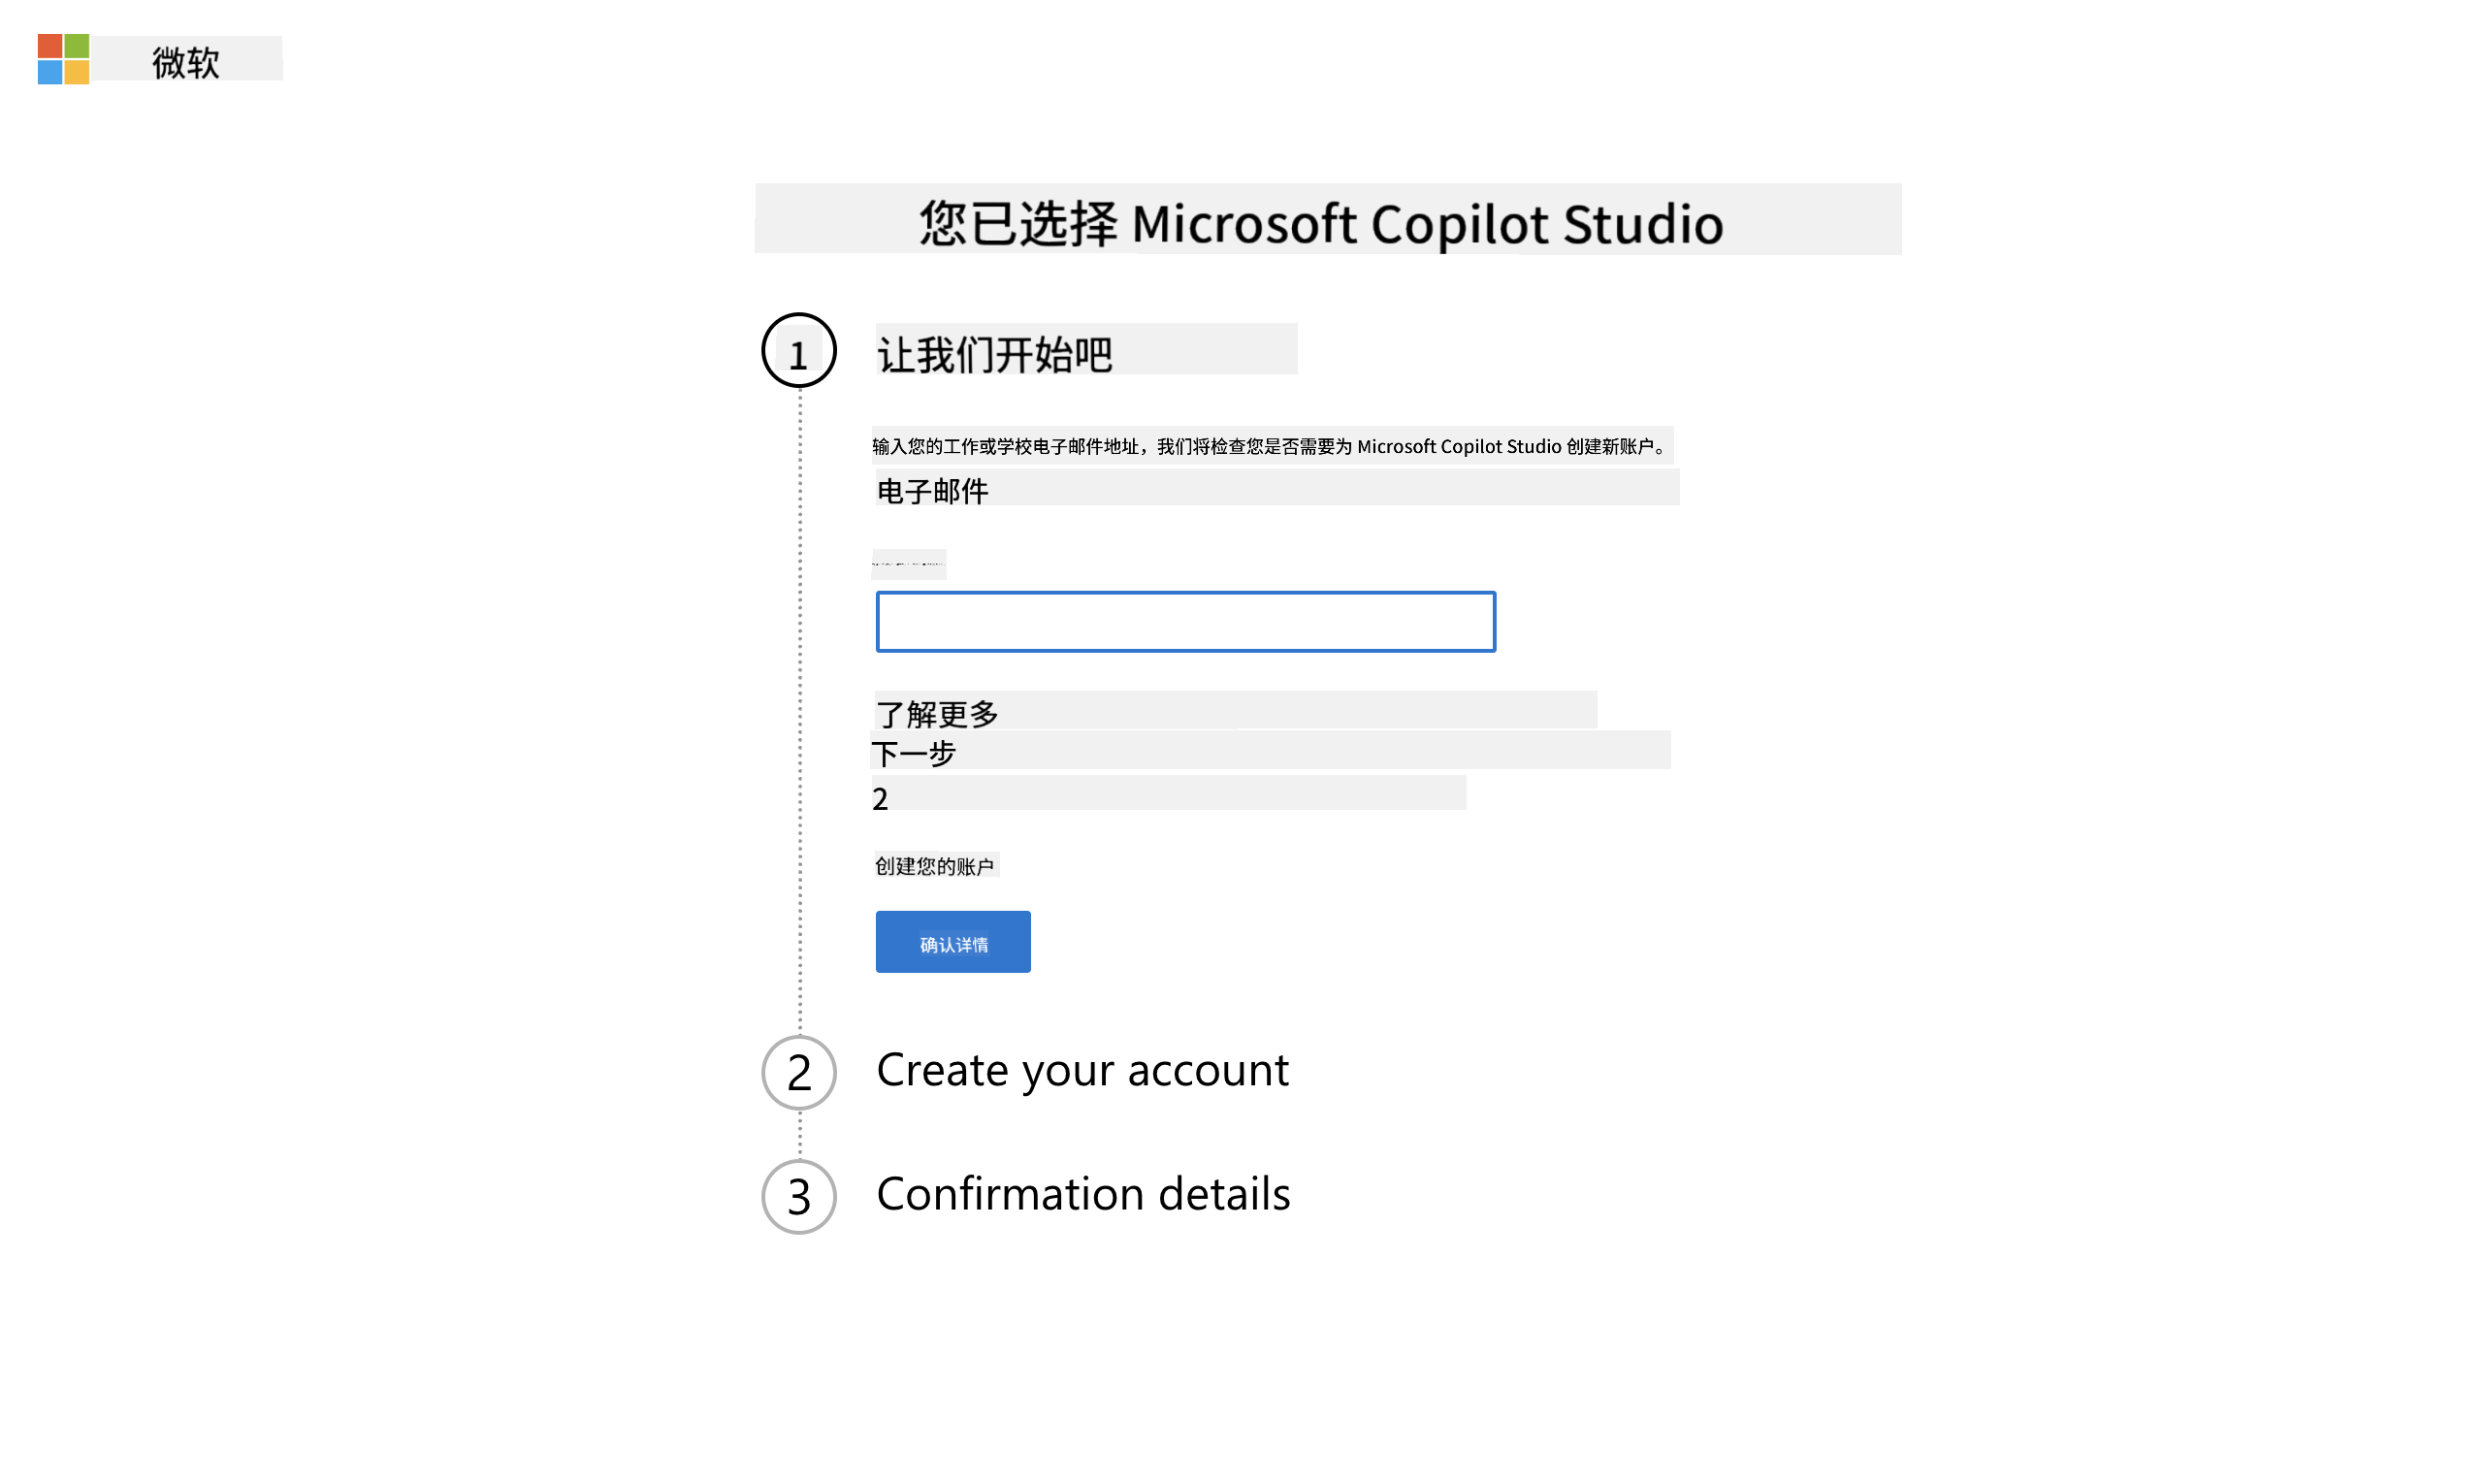 微软
您已选择 Microsoft Copilot Studio
1
让我们开始吧
输入您的工作或学校电子邮件地址，我们将检查您是否需要为 Microsoft Copilot Studio 创建新账户。
电子邮件
了解更多
下一步
2
创建您的账户
确认详情
2
Create your account
3
Confirmation details